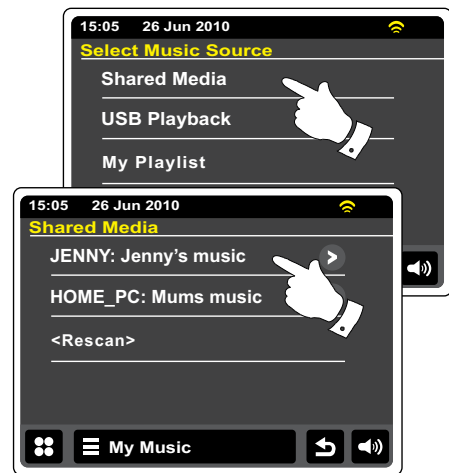 15:05 26 Jun 2010
Select Music Source
Shared Media
USB Playback
My Playlist
15:05 26 Jun 2010
Shared Media
JENNY: Jenny’s music
HOME_PC: Mums music
<Rescan>
My Music